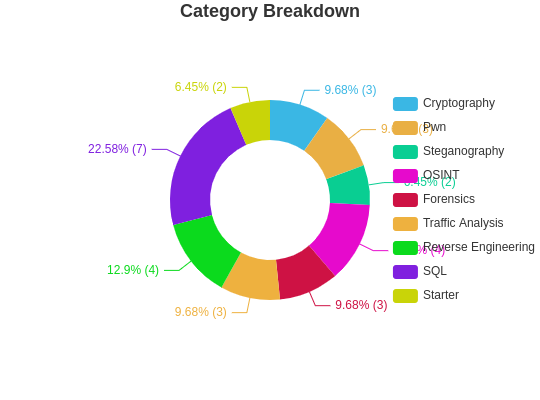 Category Breakdown
6.45% (2)
9.68% (3)
Cryptography
Pwn
22.58% (7)
Steganography
OSINT
Forensics
Traffic Analysis
Reverse Engineering
12.9% (4)
SQL
Starter
9.68% (3)
9.68% (3)